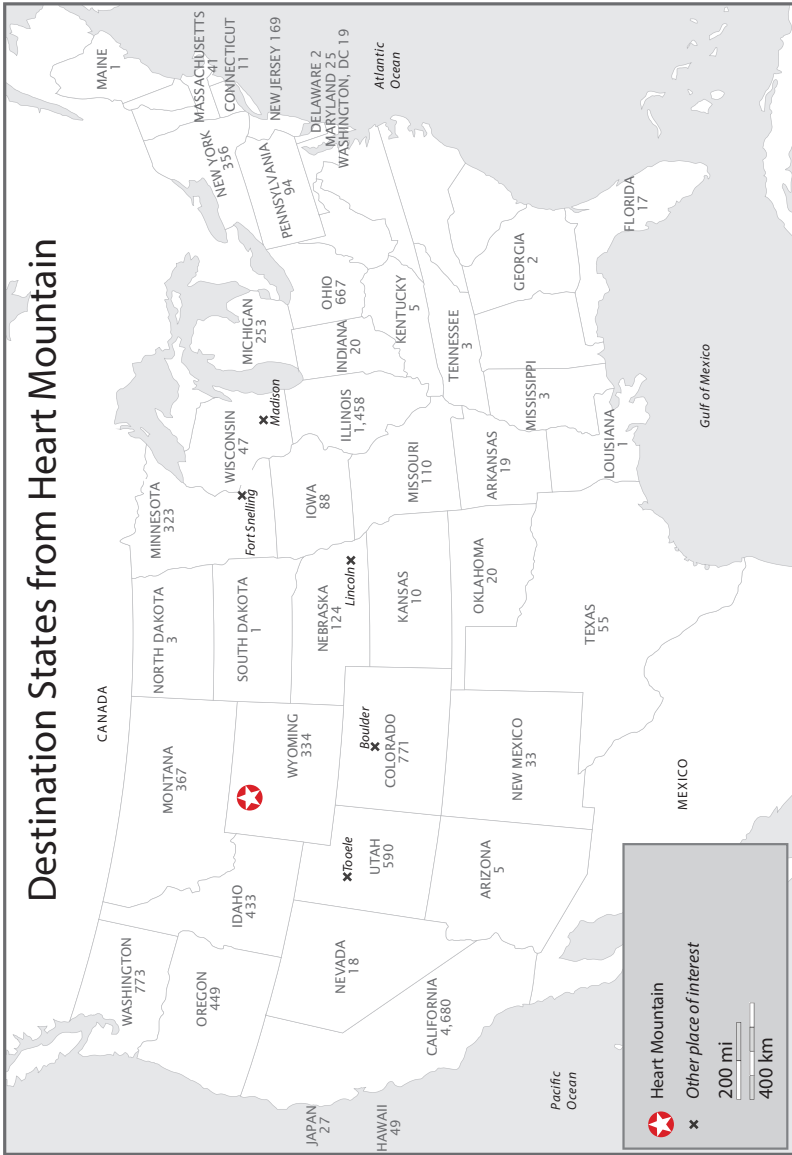 Destination States from Heart Mountain
CANADA
WASHINGTON
773
OREGON
449
IDAHO
433
MONTANA
367
WYOMING
334
NORTH DAKOTA
3
SOUTH DAKOTA
1
MINNESOTA
323
Fort Snelling
WISCONSIN
47
Madison
MICHIGAN
253
NEW YORK
356
PENNSYLVANIA
94
MAINE
1
MASSACHUSETTS
41
CONNECTICUT
11
NEW JERSEY 169
DELAWARE 2
MARYLAND 25
WASHINGTON, DC 19
Atlantic
Ocean
NEVADA
18
CALIFORNIA
4,680
Tooele
UTAH
590
Boulder
COLORADO
771
NEBRASKA
124
Lincoln
IOWA
88
ILLINOIS
1,458
INDIANA
20
OHIO
667
KENTUCKY
5
KANSAS
10
MISSOURI
110
TENNESSEE
3
ARIZONA
5
NEW MEXICO
33
OKLAHOMA
20
ARKANSAS
19
MISSISSIPPI
3
GEORGIA
2
TEXAS
55
LOUISIANA
1
FLORIDA
17
JAPAN
27
HAWAII
49
Pacific
Ocean
MEXICO
Gulf of Mexico
Heart Mountain
Other place of interest
200 mi
400 km